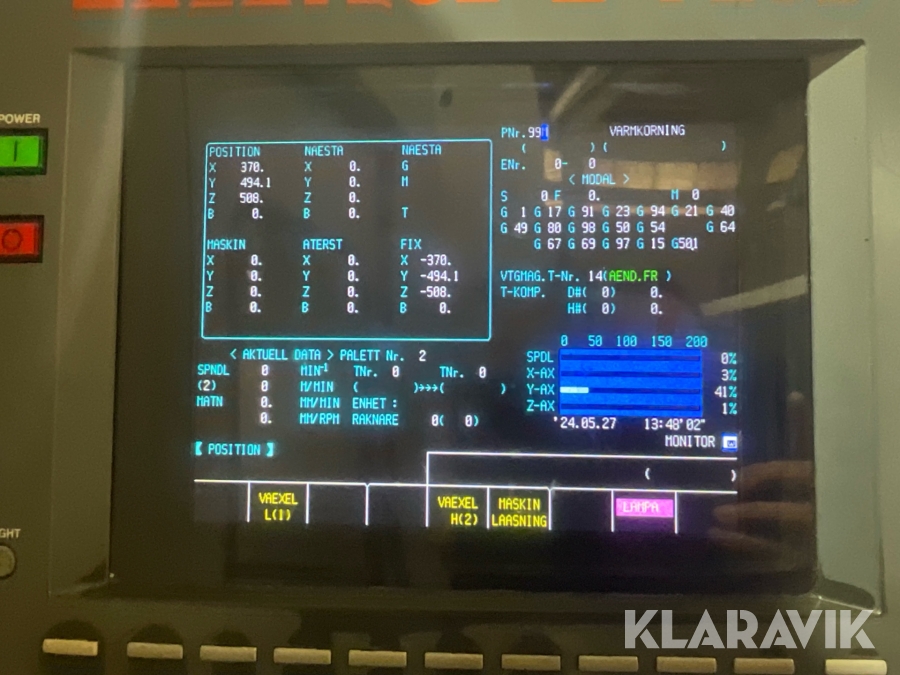 POWER
I
PNr. 99 VARMKORNING
( ) ( )
ENr. 0- 0
< MODAL >
S 0 F 0. M 0
G 1 G 17 G 91 G 23 G 94 G 21 G 40
G 49 G 80 G 98 G 50 G 54 G 64
G 67 G 69 G 97 G 15 G50.1
POSITION NAESTA NAESTA
X 370. X 0. G
Y 494.1 Y 0. M
Z 508. Z 0.
B 0. B 0. T
MASKIN ATERST FIX
X 0. X 0. X -370.
Y 0. Y 0. Y -494.1
Z 0. Z 0. Z -508.
B 0. B 0. B 0.
VTGMAG.T-Nr. 14(AEND.FR )
T-KOMP. D#( 0) 0.
H#( 0) 0.
< AKTUELL DATA > PALETT Nr. 2
SPNDL 0 MIN-1 TNr. 0 TNr. 0
(2) 0 M/MIN ( )→→→( )
MATN 0. MM/MIN ENHET :
0. MM/RPM RAKNARE 0( 0)
0 50 100 150 200
SPDL 0%
X-AX 3%
Y-AX 41%
Z-AX 1%
'24.05.27 13:48'02"
MONITOR
【 POSITION 】
( )
VAEXEL L(1)
VAEXEL H(2)
MASKIN LAASNING
LAMPA
GHT
KLARAVIK